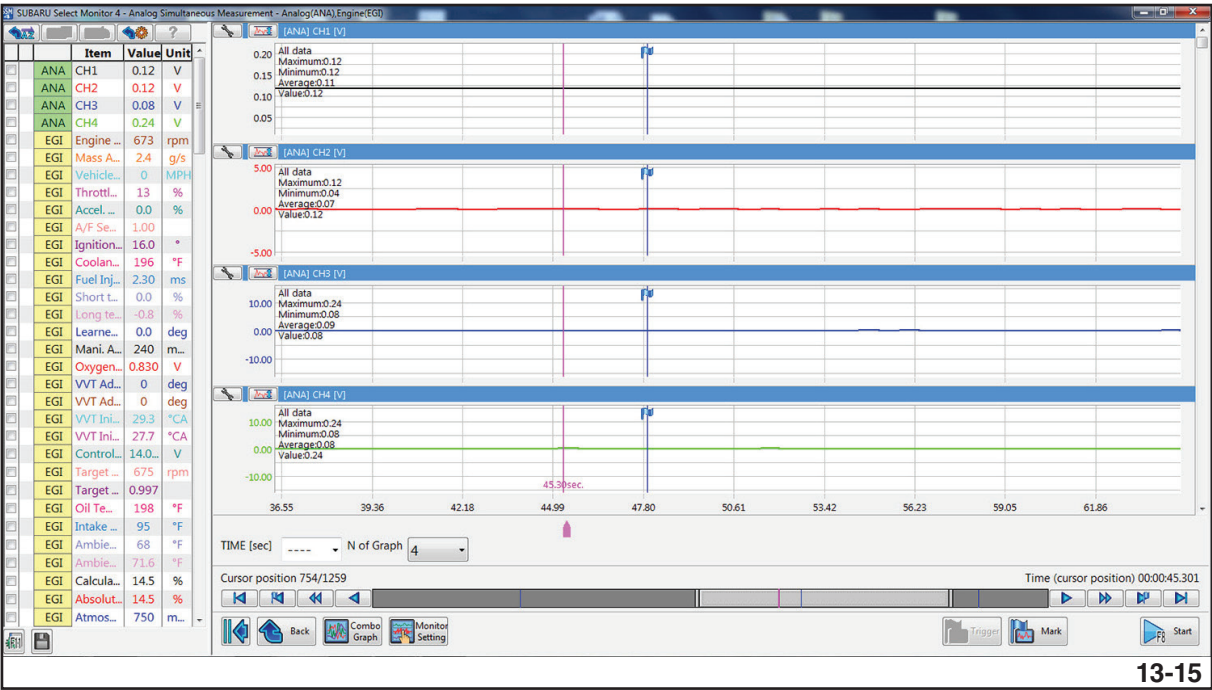 SUBARU Select Monitor 4 - Analog Simultaneous Measurement - Analog(ANA),Engine(EGI)
Item Value Unit
ANA CH1 0.12 V
ANA CH2 0.12 V
ANA CH3 0.08 V
ANA CH4 0.24 V
EGI Engine ... 673 rpm
EGI Mass A... 2.4 g/s
EGI Vehicle... 0 MPH
EGI Throttl... 13 %
EGI Accel. ... 0.0 %
EGI A/F Se... 1.00
EGI Ignition... 16.0 °
EGI Coolan... 196 °F
EGI Fuel Inj... 2.30 ms
EGI Short t... 0.0 %
EGI Long te... -0.8 %
EGI Learne... 0.0 deg
EGI Mani. A... 240 m...
EGI Oxygen... 0.830 V
EGI VVT Ad... 0 deg
EGI VVT Ad... 0 deg
EGI VVT Ini... 29.3 °CA
EGI VVT Ini... 27.7 °CA
EGI Control... 14.0... V
EGI Target ... 675 rpm
EGI Target ... 0.997
EGI Oil Te... 198 °F
EGI Intake ... 95 °F
EGI Ambie... 68 °F
EGI Ambie... 71.6 °F
EGI Calcula... 14.5 %
EGI Absolut... 14.5 %
EGI Atmos... 750 m...
F11
[ANA] CH1 [V]
0.20
0.15
0.10
0.05
All data
Maximum:0.12
Minimum:0.12
Average:0.11
Value:0.12
[ANA] CH2 [V]
5.00
0.00
-5.00
All data
Maximum:0.12
Minimum:0.04
Average:0.07
Value:0.12
[ANA] CH3 [V]
10.00
0.00
-10.00
All data
Maximum:0.24
Minimum:0.08
Average:0.09
Value:0.08
[ANA] CH4 [V]
10.00
0.00
-10.00
All data
Maximum:0.24
Minimum:0.08
Average:0.08
Value:0.24
45.30sec.
36.55 39.36 42.18 44.99 47.80 50.61 53.42 56.23 59.05 61.86
TIME [sec] ---- N of Graph 4
Cursor position 754/1259 Time (cursor position) 00:00:45.301
Back Combo Graph Monitor Setting Trigger Mark F8 Start
13-15